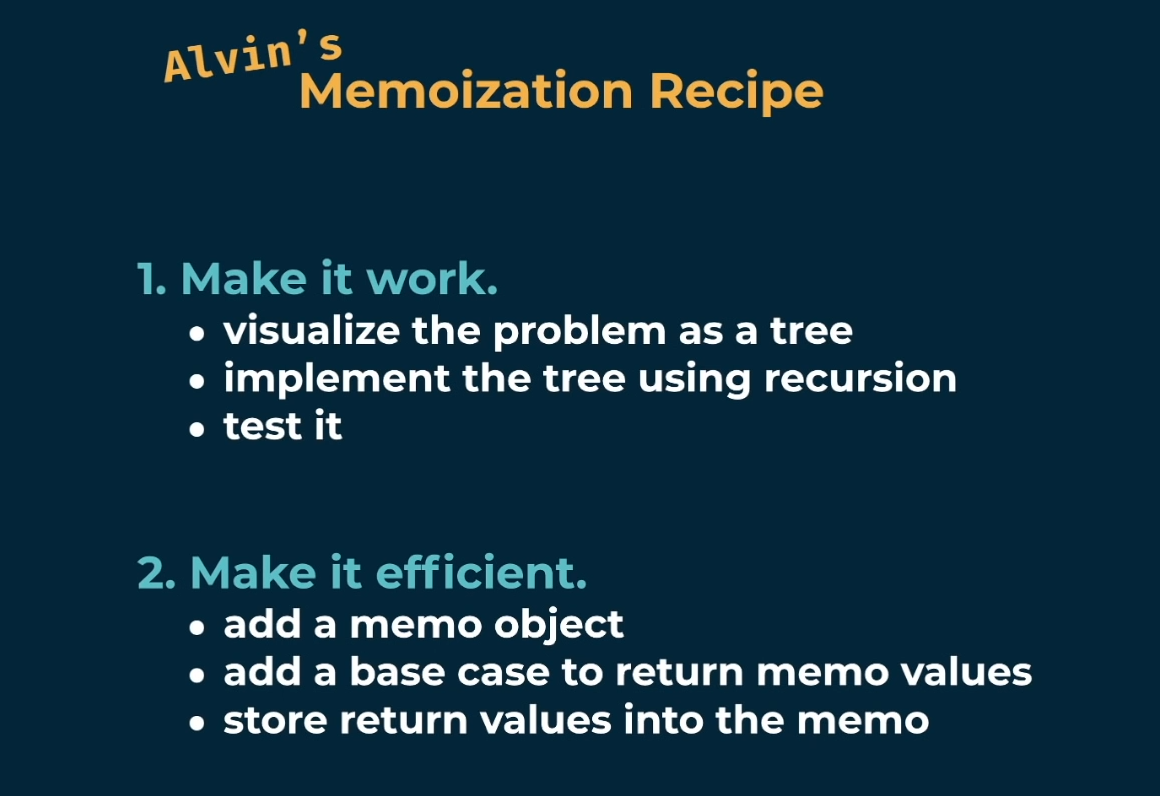 Alvin's
Memoization Recipe
1. Make it work.
• visualize the problem as a tree
• implement the tree using recursion
• test it
2. Make it efficient.
• add a memo object
• add a base case to return memo values
• store return values into the memo